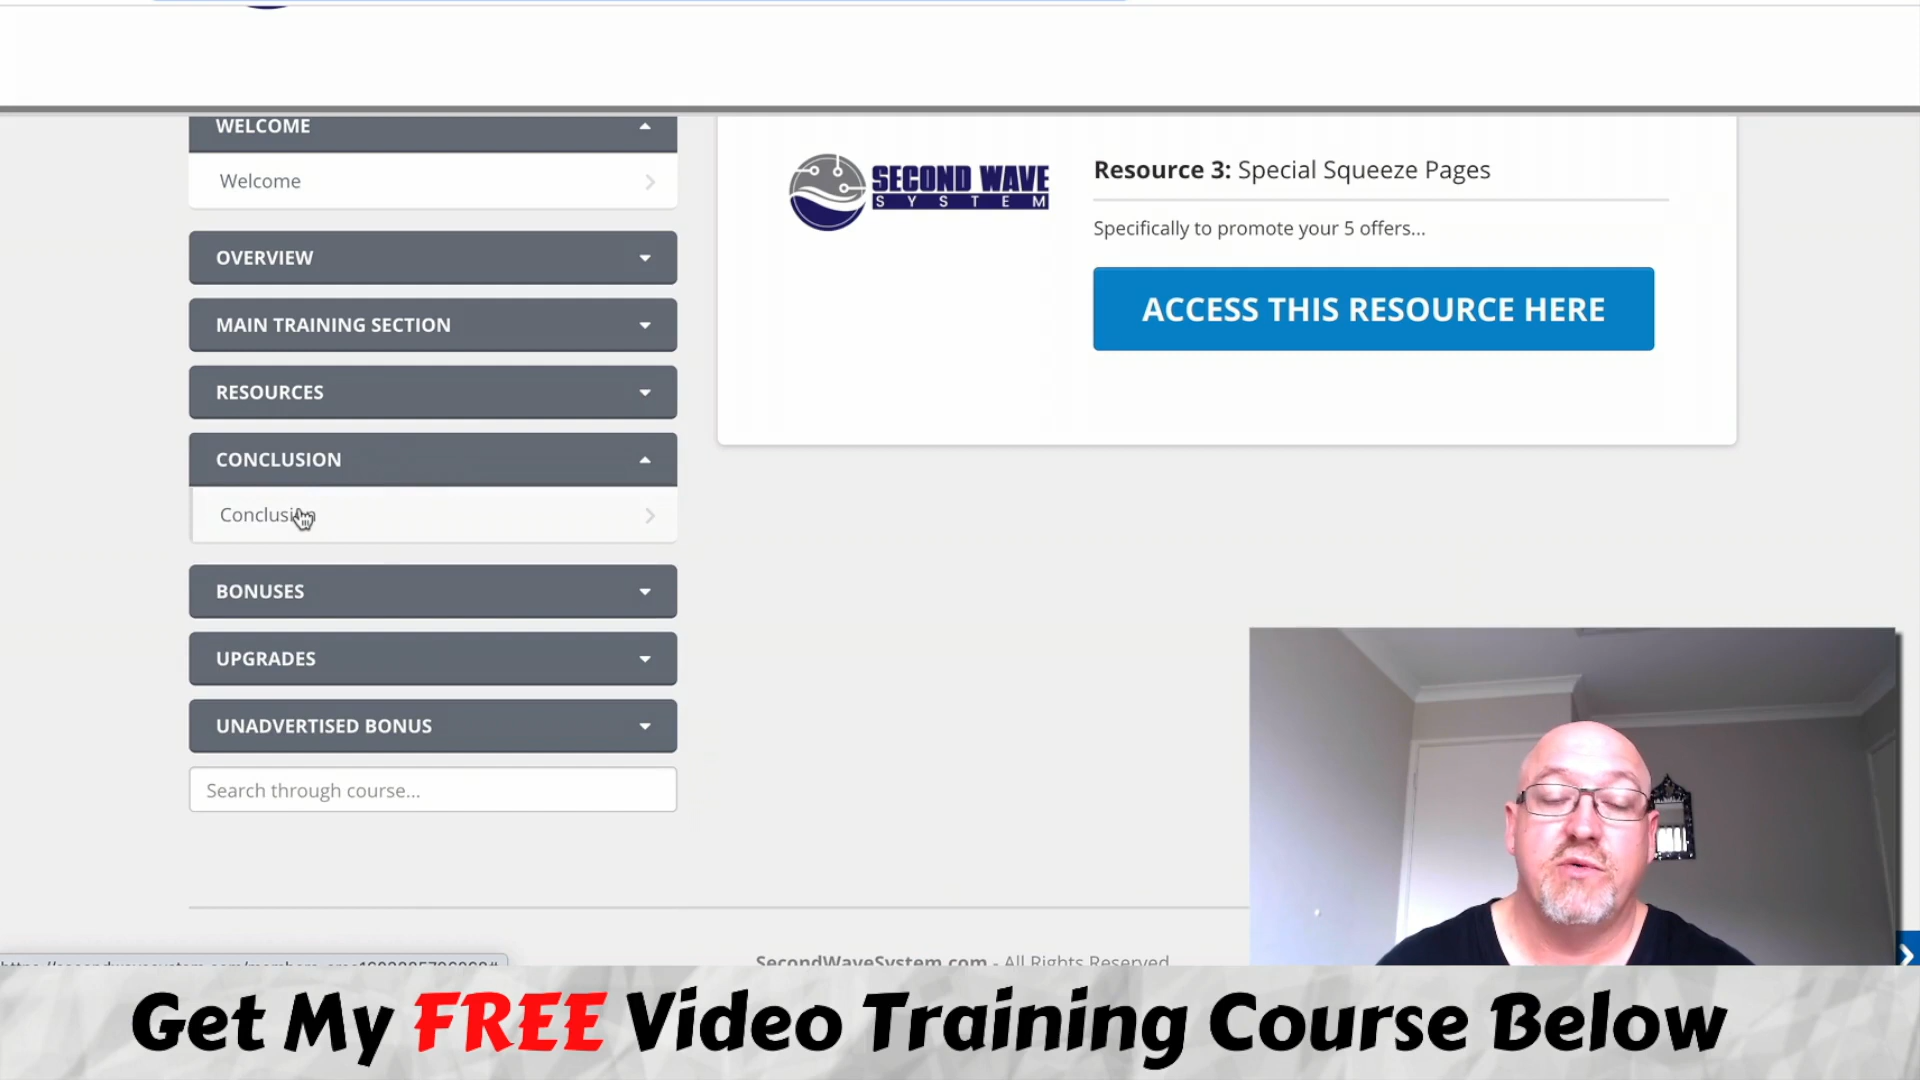 WELCOME
Welcome
OVERVIEW
MAIN TRAINING SECTION
RESOURCES
CONCLUSION
Conclusion
BONUSES
UPGRADES
UNADVERTISED BONUS
Search through course...
SECOND WAVE
SYSTEM
Resource 3: Special Squeeze Pages
Specifically to promote your 5 offers...
ACCESS THIS RESOURCE HERE
SecondWaveSystem.com - All Rights Reserved
Get My FREE Video Training Course Below